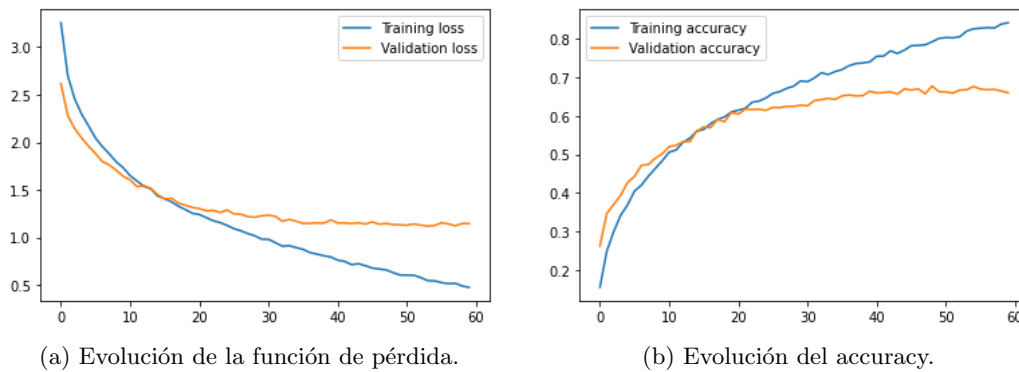 Training loss
Validation loss
3.0
2.5
2.0
1.5
1.0
0.5
0 10 20 30 40 50 60
(a) Evolución de la función de pérdida.
Training accuracy
Validation accuracy
0.8
0.7
0.6
0.5
0.4
0.3
0.2
0 10 20 30 40 50 60
(b) Evolución del accuracy.